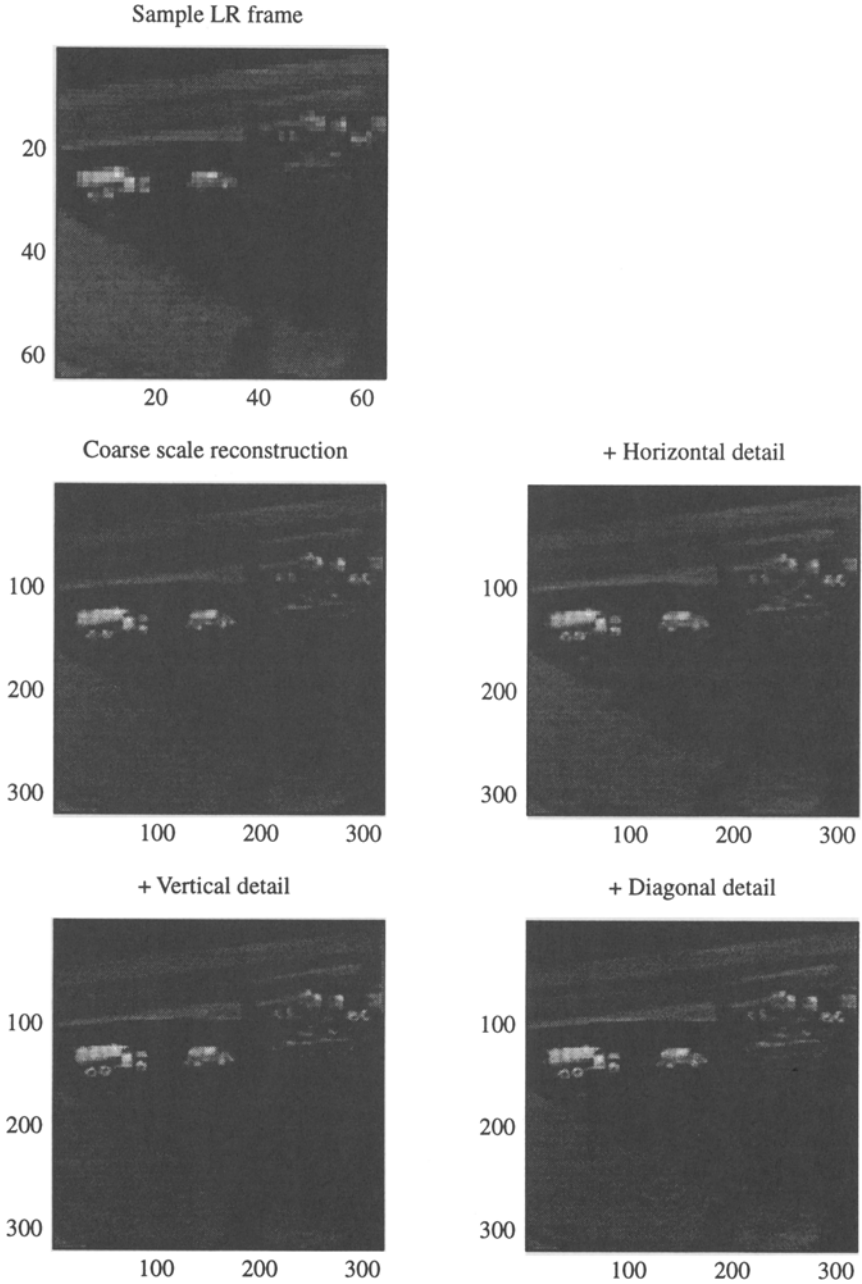 Sample LR frame
20
40
60
20 40 60
Coarse scale reconstruction
100
200
300
100 200 300
+ Horizontal detail
100
200
300
100 200 300
+ Vertical detail
100
200
300
100 200 300
+ Diagonal detail
100
200
300
100 200 300